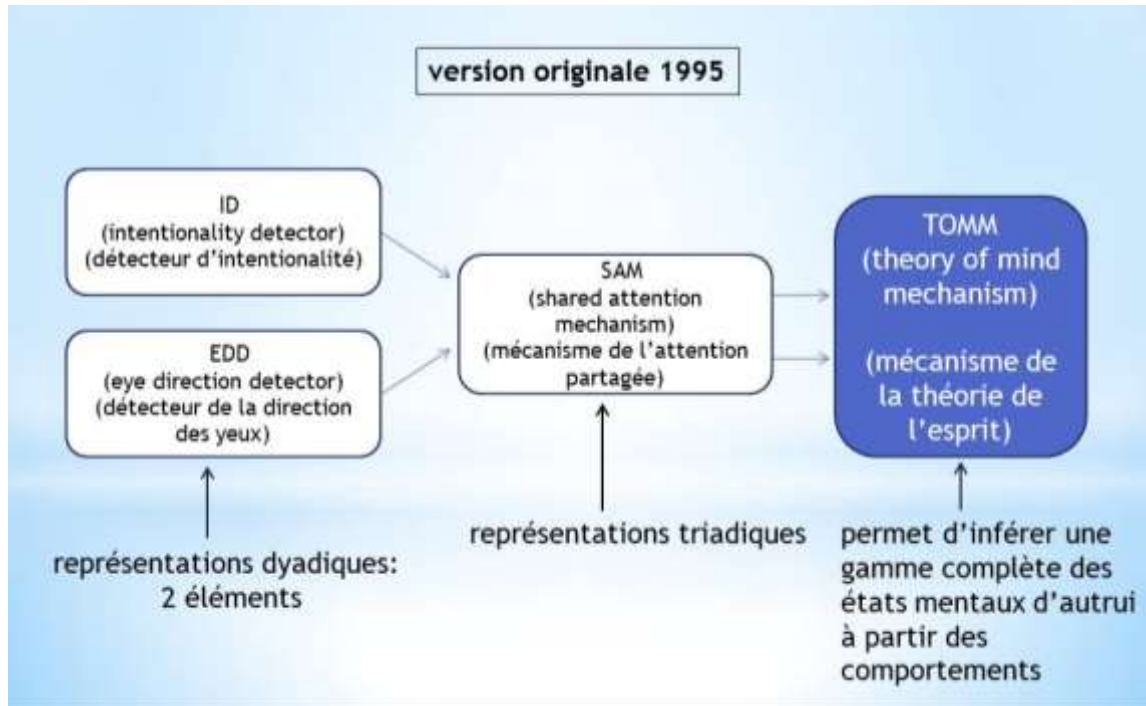 version originale 1995
ID
(intentionality detector)
(détecteur d'intentionalité)
EDD
(eye direction detector)
(détecteur de la direction
des yeux)
SAM
(shared attention
mechanism)
(mécanisme de l'attention
partagée)
TOMM
(theory of mind
mechanism)
(mécanisme de
la théorie de
l'esprit)
représentations dyadiques:
2 éléments
représentations triadiques
permet d'inférer une
gamme complète des
états mentaux d'autrui
à partir des
comportements